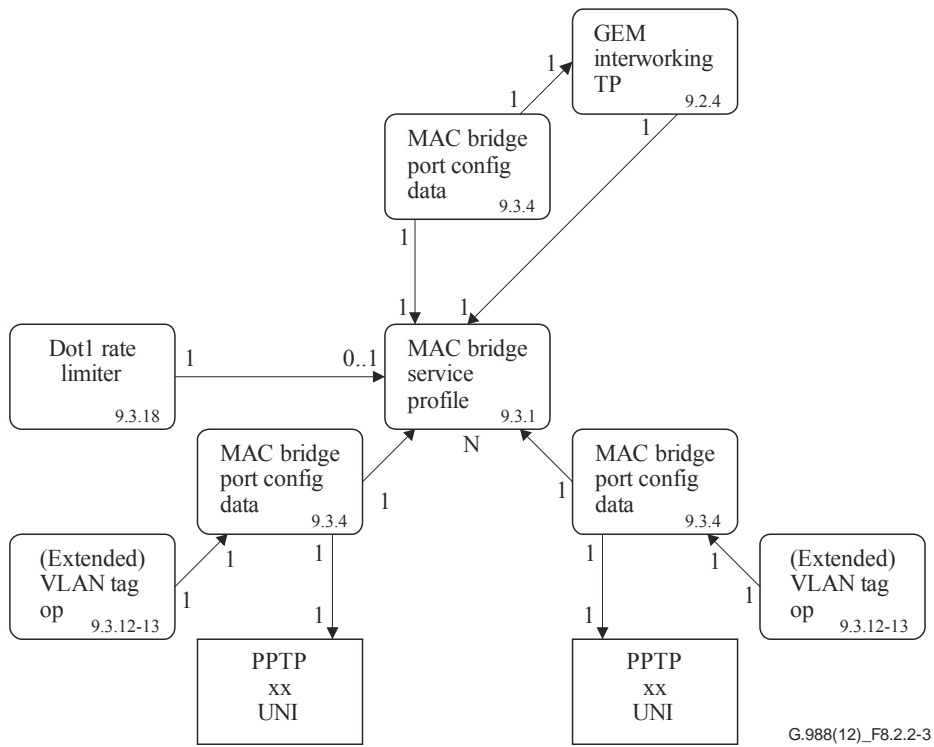 GEM
interworking
TP
9.2.4
1
1
1
MAC bridge
port config
data
9.3.4
1
1
1
Dot1 rate
limiter
9.3.18
1
0..1
MAC bridge
service
profile
9.3.1
N
MAC bridge
port config
data
9.3.4
1
1
1
MAC bridge
port config
data
9.3.4
1
1
1
(Extended)
VLAN tag
op
9.3.12-13
1
1
(Extended)
VLAN tag
op
9.3.12-13
1
1
PPTP
xx
UNI
PPTP
xx
UNI
G.988(12)_F8.2.2-3